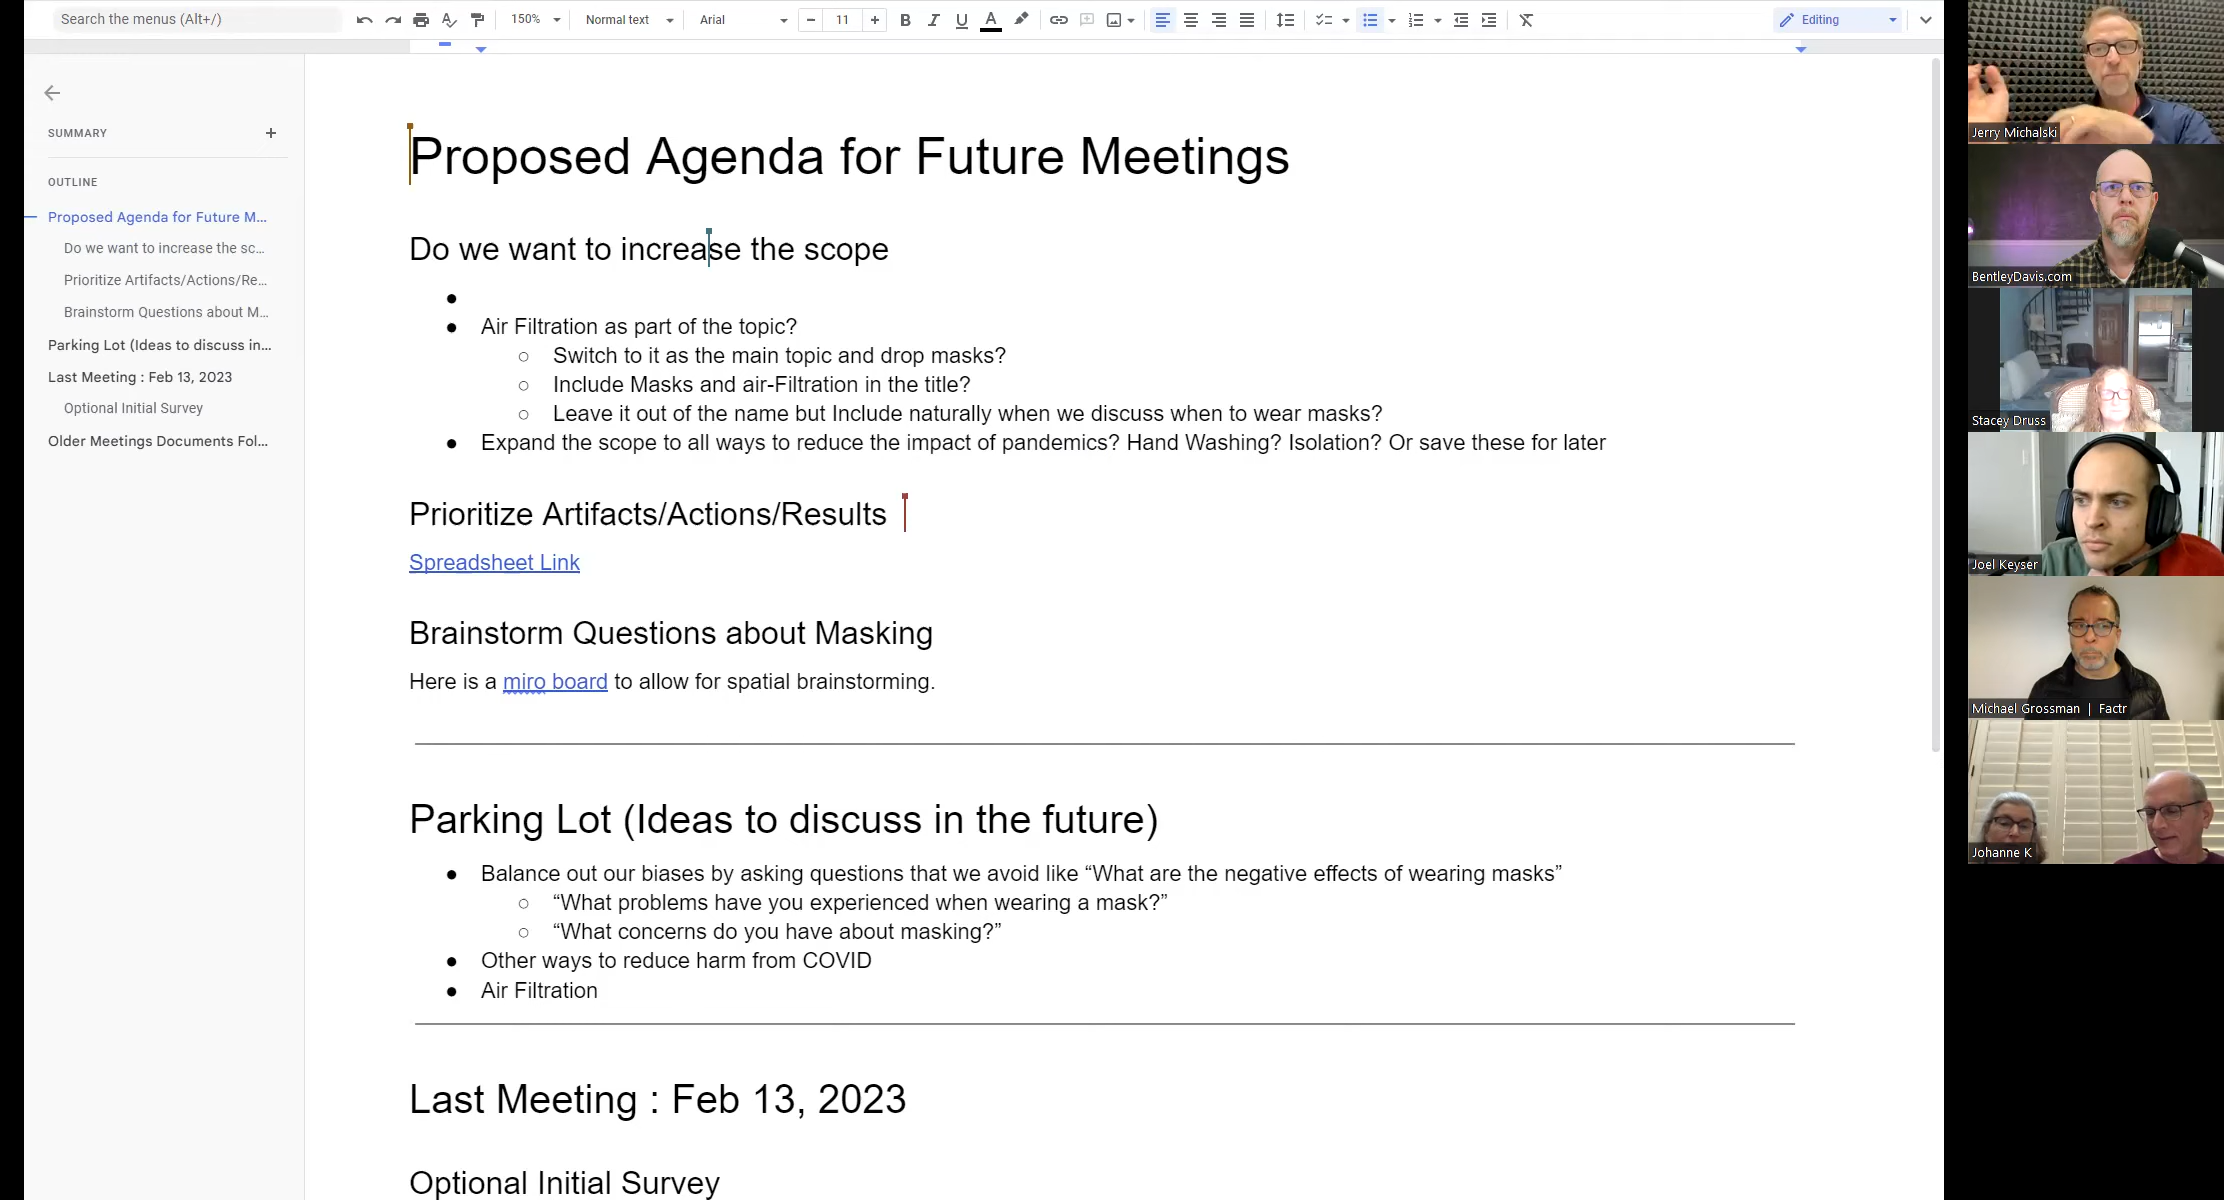 Search the menus (Alt+/)
150%
Normal text
Arial
11
B I U A
Editing
SUMMARY
OUTLINE
Proposed Agenda for Future M...
Do we want to increase the sc...
Prioritize Artifacts/Actions/Re...
Brainstorm Questions about M...
Parking Lot (Ideas to discuss in...
Last Meeting : Feb 13, 2023
Optional Initial Survey
Older Meetings Documents Fol...
Proposed Agenda for Future Meetings
Do we want to increase the scope
Air Filtration as part of the topic?
Switch to it as the main topic and drop masks?
Include Masks and air-Filtration in the title?
Leave it out of the name but Include naturally when we discuss when to wear masks?
Expand the scope to all ways to reduce the impact of pandemics? Hand Washing? Isolation? Or save these for later
Prioritize Artifacts/Actions/Results
Spreadsheet Link
Brainstorm Questions about Masking
Here is a miro board to allow for spatial brainstorming.
Parking Lot (Ideas to discuss in the future)
Balance out our biases by asking questions that we avoid like “What are the negative effects of wearing masks”
“What problems have you experienced when wearing a mask?”
“What concerns do you have about masking?”
Other ways to reduce harm from COVID
Air Filtration
Last Meeting : Feb 13, 2023
Optional Initial Survey
Jerry Michalski
BentleyDavis.com
Stacey Druss
Joel Keyser
Michael Grossman | Factr
Johanne K